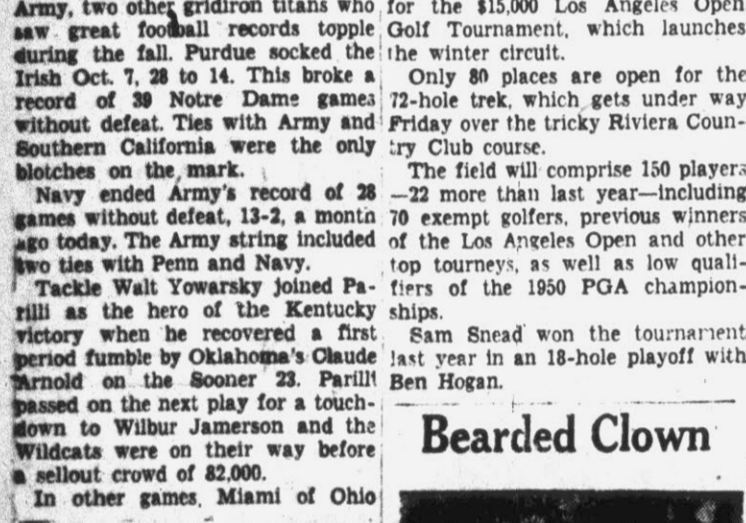 Army, two other gridiron titans who
saw great football records topple
during the fall. Purdue socked the
Irish Oct. 7, 28 to 14. This broke a
record of 39 Notre Dame games
without defeat. Ties with Army and
Southern California were the only
blotches on the mark.
Navy ended Army's record of 28
games without defeat, 13-2, a month
ago today. The Army string included
two ties with Penn and Navy.
Tackle Walt Yowarsky joined Pa-
rilli as the hero of the Kentucky
victory when he recovered a first
period fumble by Oklahoma's Claude
Arnold on the Sooner 23. Parilli
passed on the next play for a touch-
down to Wilbur Jamerson and the
Wildcats were on their way before
a sellout crowd of 82,000.
In other games, Miami of Ohio
for the $15,000 Los Angeles Open
Golf Tournament, which launches
the winter circuit.
Only 80 places are open for the
72-hole trek, which gets under way
Friday over the tricky Riviera Coun-
try Club course.
The field will comprise 150 players
—22 more than last year—including
70 exempt golfers, previous winners
of the Los Angeles Open and other
top tourneys, as well as low quali-
fiers of the 1950 PGA champion-
ships.
Sam Snead won the tournament
last year in an 18-hole playoff with
Ben Hogan.
Bearded Clown